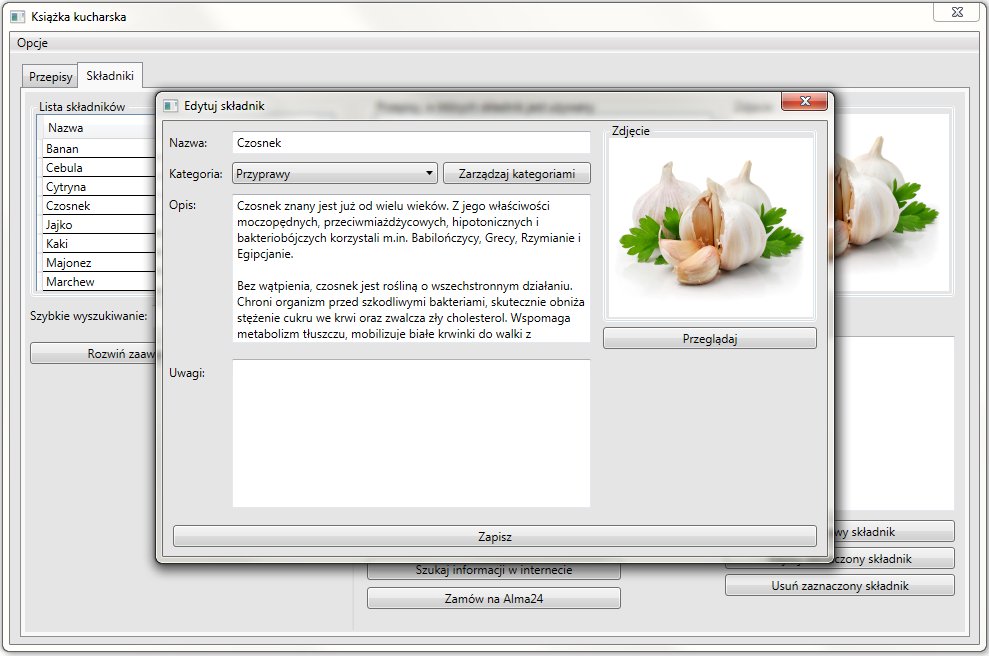 Książka kucharska
Opcje
Przepisy
Składniki
Lista składników
Nazwa
Banan
Cebula
Cytryna
Czosnek
Jajko
Kaki
Majonez
Marchew
Szybkie wyszukiwanie:
Rozwiń zaaw
Edytuj składnik
Nazwa:
Czosnek
Kategoria:
Przyprawy
Zarządzaj kategoriami
Opis:
Czosnek znany jest już od wielu wieków. Z jego właściwości
moczopędnych, przeciwmiażdżycowych, hipotonicznych i
bakteriobójczych korzystali m.in. Babilończycy, Grecy, Rzymianie i
Egipcjanie.
Bez wątpienia, czosnek jest rośliną o wszechstronnym działaniu.
Chroni organizm przed szkodliwymi bakteriami, skutecznie obniża
stężenie cukru we krwi oraz zwalcza zły cholesterol. Wspomaga
metabolizm tłuszczu, mobilizuje białe krwinki do walki z
Uwagi:
Zdjęcie
Przeglądaj
Zapisz
Szukaj informacji w internecie
Zamów na Alma24
wy składnik
zony składnik
Usuń zaznaczony składnik